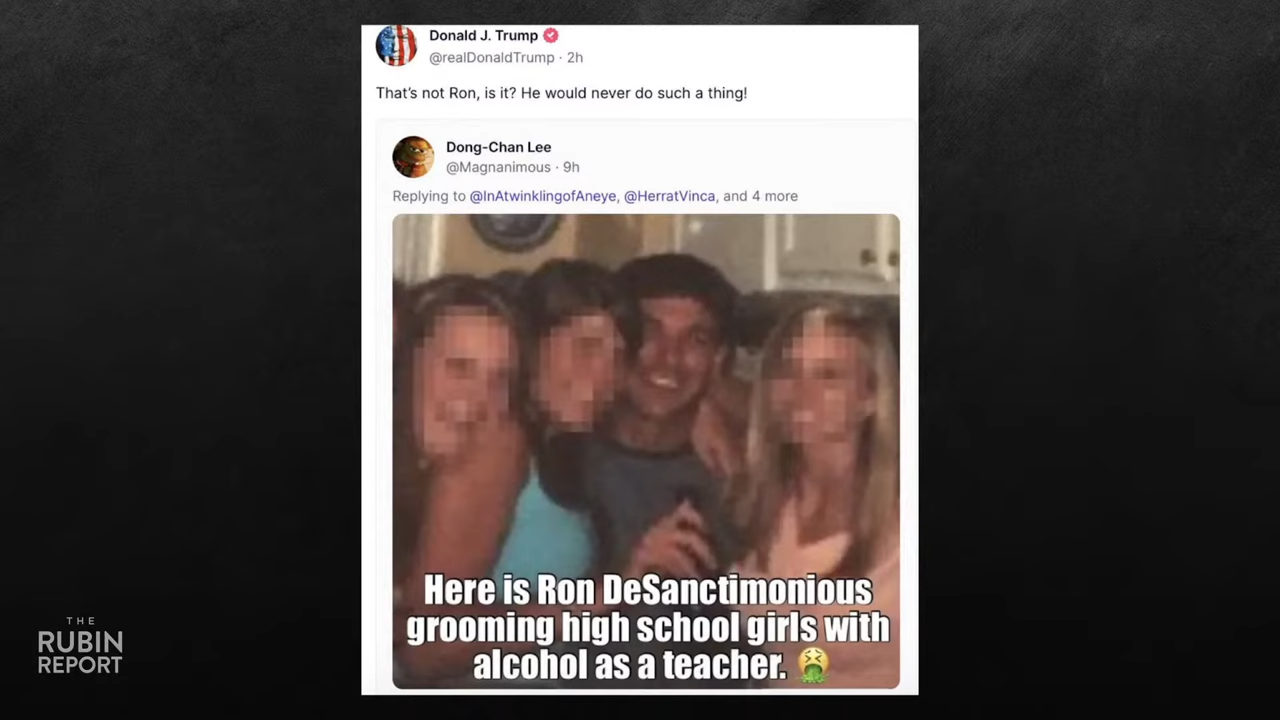 Donald J. Trump
@realDonaldTrump · 2h
That's not Ron, is it? He would never do such a thing!
Dong-Chan Lee
@Magnanimous · 9h
Replying to @InAtwinklingofAneye, @HerratVinca, and 4 more
Here is Ron DeSanctimonious
grooming high school girls with
alcohol as a teacher. 🤮
THE
RUBIN
REPORT